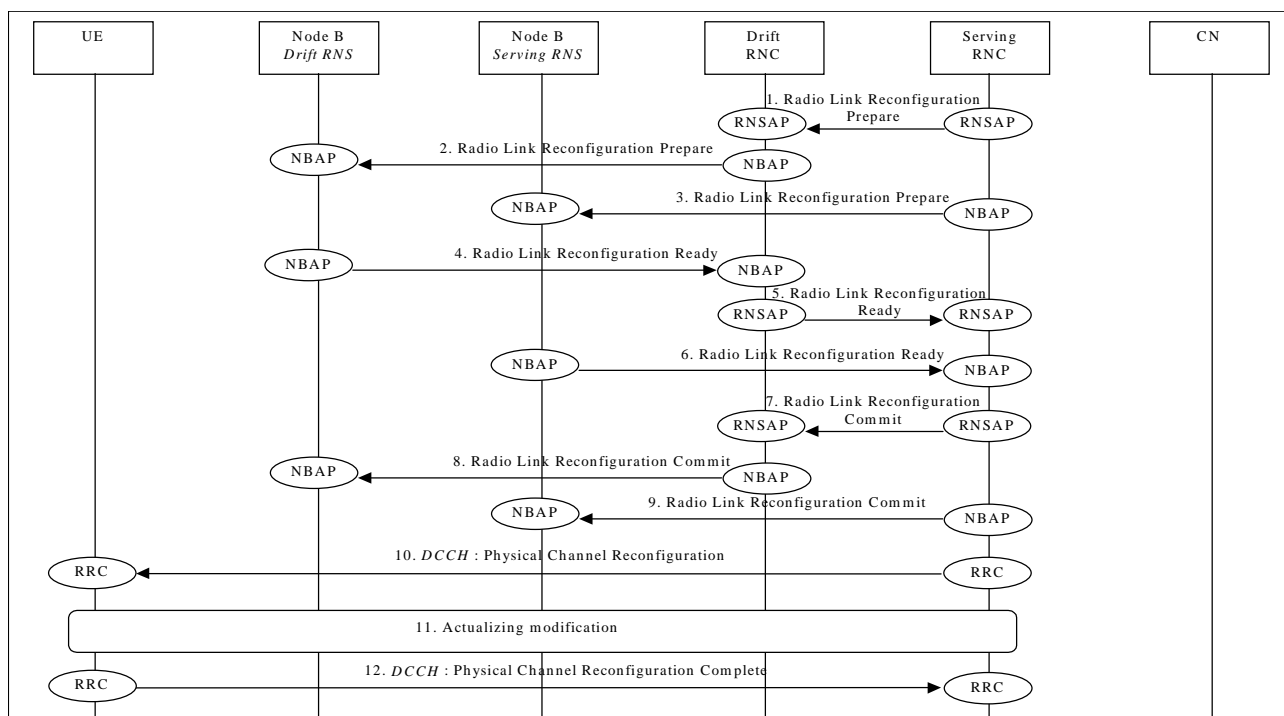 UE
Node B
Drift RNS
Node B
Serving RNS
Drift
RNC
Serving
RNC
CN
1. Radio Link Reconfiguration
Prepare
RNSAP
RNSAP
2. Radio Link Reconfiguration Prepare
NBAP
NBAP
3. Radio Link Reconfiguration Prepare
NBAP
NBAP
4. Radio Link Reconfiguration Ready
NBAP
NBAP
5. Radio Link Reconfiguration
Ready
RNSAP
RNSAP
6. Radio Link Reconfiguration Ready
NBAP
NBAP
7. Radio Link Reconfiguration
Commit
RNSAP
RNSAP
8. Radio Link Reconfiguration Commit
NBAP
NBAP
9. Radio Link Reconfiguration Commit
NBAP
NBAP
10. DCCH : Physical Channel Reconfiguration
RRC
RRC
11. Actualizing modification
12. DCCH : Physical Channel Reconfiguration Complete
RRC
RRC